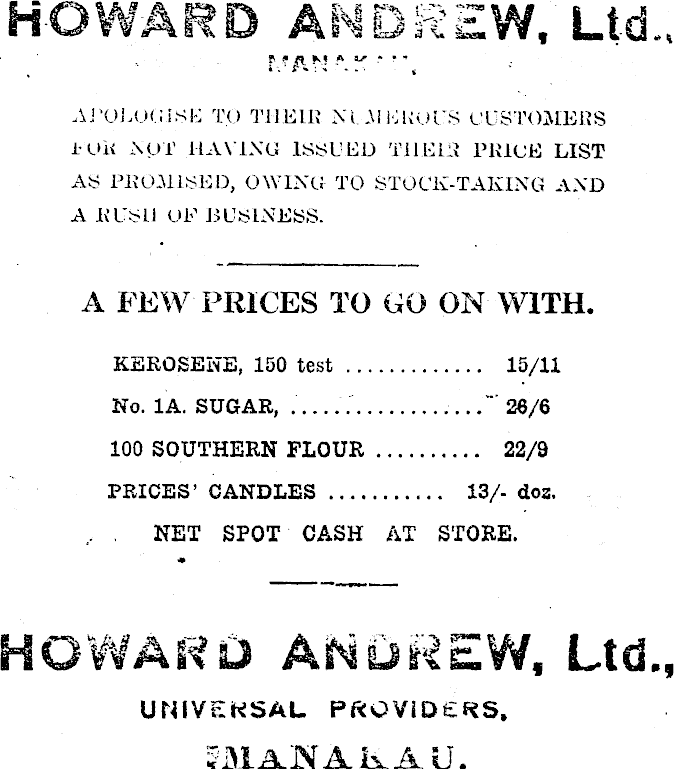 HOWARD ANDREW, Ltd.,
MANAKAU,
APOLOGISE TO THEIR NUMEROUS CUSTOMERS
FOR NOT HAVING ISSUED THEIR PRICE LIST
AS PROMISED, OWING TO STOCK-TAKING AND
A RUSH OF BUSINESS.
A FEW PRICES TO GO ON WITH.
KEROSENE, 150 test ............. 15/11
No. 1A. SUGAR, .................. 26/6
100 SOUTHERN FLOUR .......... 22/9
PRICES' CANDLES ........... 13/- doz.
NET SPOT CASH AT STORE.
HOWARD ANDREW, Ltd.,
UNIVERSAL PROVIDERS,
MANAKAU.